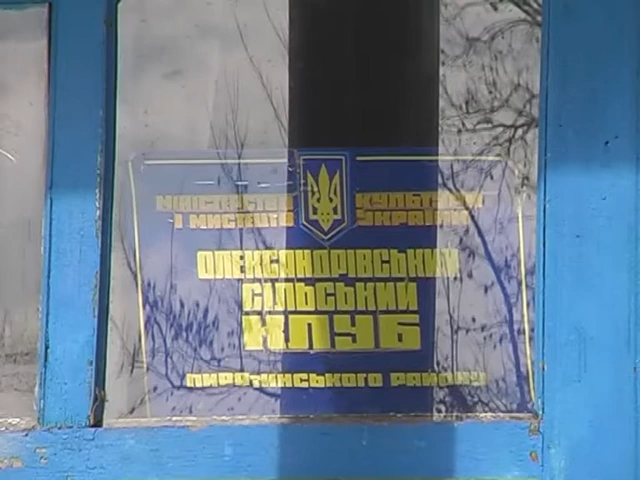 МІНІСТЕРСТВО КУЛЬТУРИ
І МИСТЕЦТВ УКРАЇНИ
ОЛЕКСАНДРІВСЬКИЙ
СІЛЬСЬКИЙ
КЛУБ
ПИРЯТИНСЬКОГО РАЙОНУ